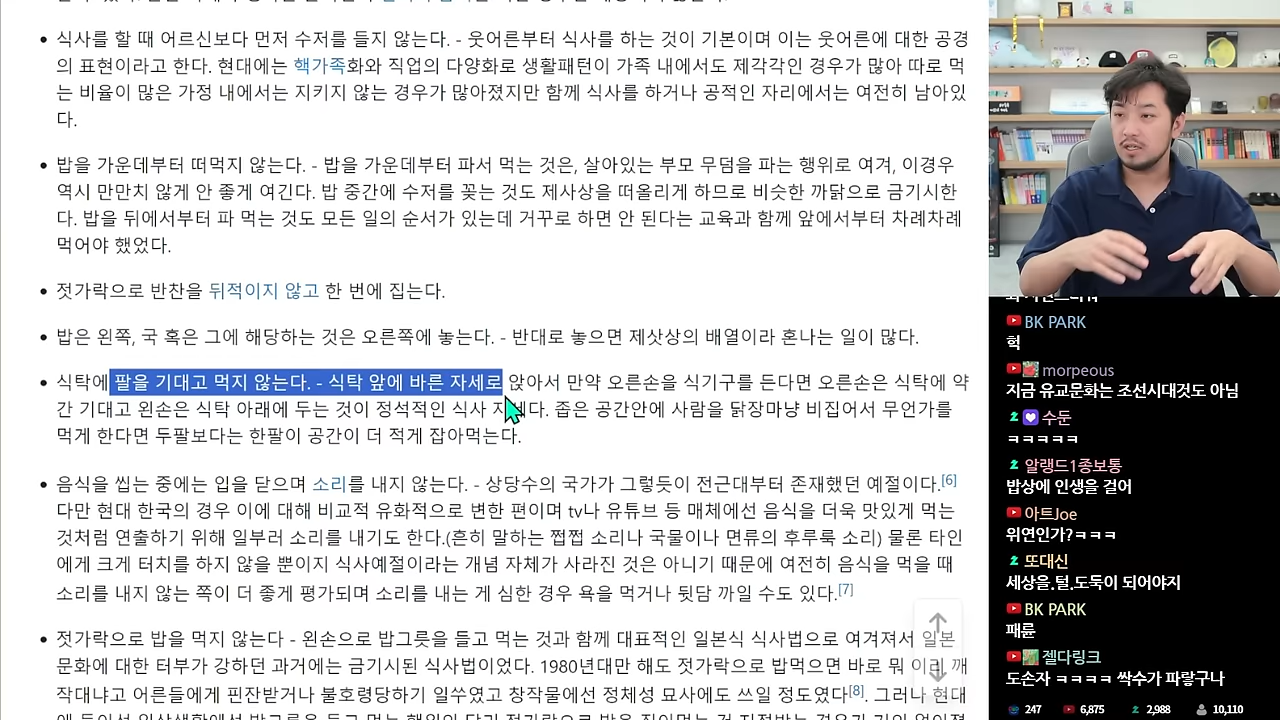 식사를 할 때 어르신보다 먼저 수저를 들지 않는다. - 웃어른부터 식사를 하는 것이 기본이며 이는 웃어른에 대한 공경
의 표현이라고 한다. 현대에는 핵가족화와 직업의 다양화로 생활패턴이 가족 내에서도 제각각인 경우가 많아 따로 먹
는 비율이 많은 가정 내에서는 지키지 않는 경우가 많아졌지만 함께 식사를 하거나 공적인 자리에서는 여전히 남아있
다.
밥을 가운데부터 떠먹지 않는다. - 밥을 가운데부터 파서 먹는 것은, 살아있는 부모 무덤을 파는 행위로 여겨, 이경우
역시 만만치 않게 안 좋게 여긴다. 밥 중간에 수저를 꽂는 것도 제사상을 떠올리게 하므로 비슷한 까닭으로 금기시한
다. 밥을 뒤에서부터 파 먹는 것도 모든 일의 순서가 있는데 거꾸로 하면 안 된다는 교육과 함께 앞에서부터 차례차례
먹어야 했었다.
젓가락으로 반찬을 뒤적이지 않고 한 번에 집는다.
밥은 왼쪽, 국 혹은 그에 해당하는 것은 오른쪽에 놓는다. - 반대로 놓으면 제삿상의 배열이라 혼나는 일이 많다.
식탁에 팔을 기대고 먹지 않는다. - 식탁 앞에 바른 자세로 앉아서 만약 오른손을 식기구를 든다면 오른손은 식탁에 약
간 기대고 왼손은 식탁 아래에 두는 것이 정석적인 식사 자세다. 좁은 공간안에 사람을 닭장마냥 비집어서 무언가를
먹게 한다면 두팔보다는 한팔이 공간이 더 적게 잡아먹는다.
음식을 씹는 중에는 입을 닫으며 소리를 내지 않는다. - 상당수의 국가가 그렇듯이 전근대부터 존재했던 예절이다.[6]
다만 현대 한국의 경우 이에 대해 비교적 유화적으로 변한 편이며 tv나 유튜브 등 매체에선 음식을 더욱 맛있게 먹는
것처럼 연출하기 위해 일부러 소리를 내기도 한다.(흔히 말하는 쩝쩝 소리나 국물이나 면류의 후루룩 소리) 물론 타인
에게 크게 터치를 하지 않을 뿐이지 식사예절이라는 개념 자체가 사라진 것은 아니기 때문에 여전히 음식을 먹을 때
소리를 내지 않는 쪽이 더 좋게 평가되며 소리를 내는 게 심한 경우 욕을 먹거나 뒷담 까일 수도 있다.[7]
젓가락으로 밥을 먹지 않는다 - 왼손으로 밥그릇을 들고 먹는 것과 함께 대표적인 일본식 식사법으로 여겨져서 일본
문화에 대한 터부가 강하던 과거에는 금기시된 식사법이었다. 1980년대만 해도 젓가락으로 밥먹으면 바로 뭐 이리 깨
작대냐고 어른들에게 핀잔받거나 불호령당하기 일쑤였고 창작물에선 정체성 묘사에도 쓰일 정도였다[8]. 그러나 현대
BK PARK
헉
morpeous
지금 유교문화는 조선시대것도 아님
수둔
ㅋㅋㅋㅋㅋ
알랭드1종보통
밥상에 인생을 걸어
아트Joe
위연인가?ㅋㅋㅋ
또대신
세상을.털.도둑이 되어야지
BK PARK
패륜
젤다링크
도손자 ㅋㅋㅋㅋ 싹수가 파랗구나
247 6,875 2,988 10,110